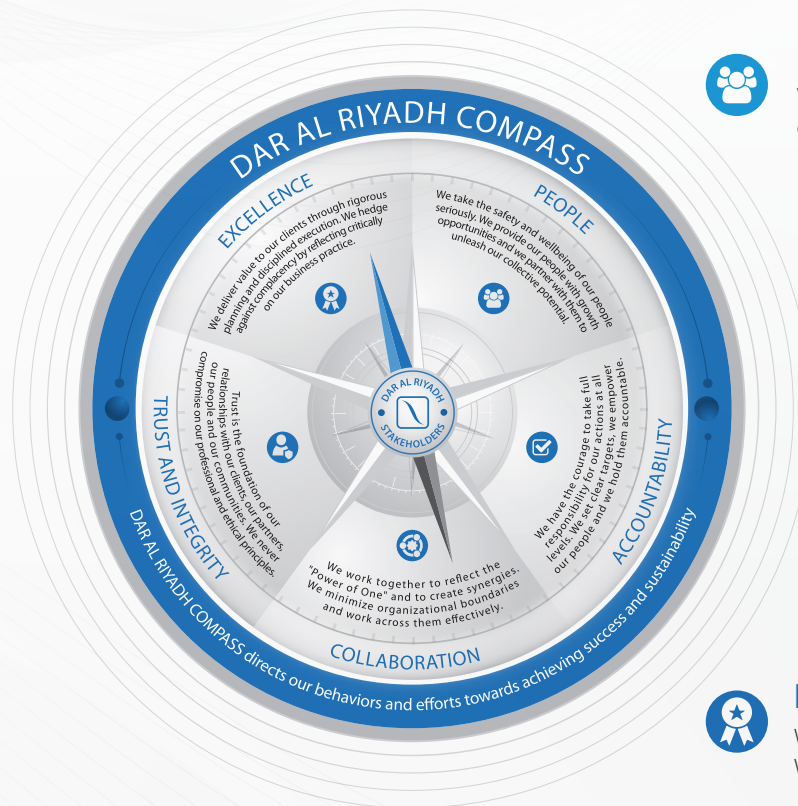 DAR AL RIYADH COMPASS
EXCELLENCE
We deliver value to our clients through rigorous
planning and disciplined execution. We hedge
against complacency by reflecting critically
on our business practice.
PEOPLE
We take the safety and wellbeing of our people
seriously. We provide our people with growth
opportunities and we partner with them to
unleash our collective potential.
ACCOUNTABILITY
We have the courage to take full
responsibility for our actions at all
levels. We set clear targets, we empower
our people and we hold them accountable.
COLLABORATION
We work together to reflect the
"Power of One" and to create synergies.
We minimize organizational boundaries
and work across them effectively.
TRUST AND INTEGRITY
Trust is the foundation of our
relationships with our clients, our partners,
our people and our communities. We never
compromise on our professional and ethical principles.
DAR AL RIYADH
STAKEHOLDERS
DAR AL RIYADH COMPASS directs our behaviors and efforts towards achieving success and sustainability